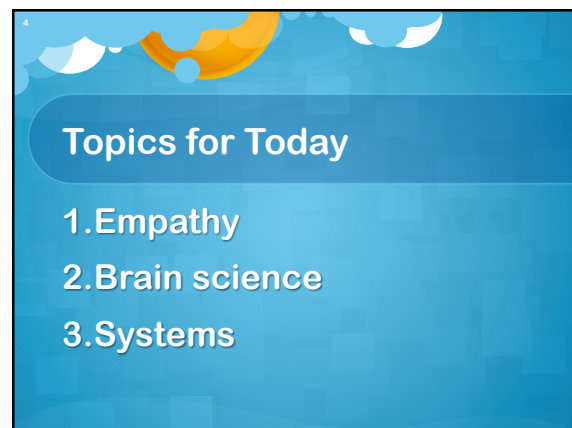 4
Topics for Today
1.Empathy
2.Brain science
3.Systems